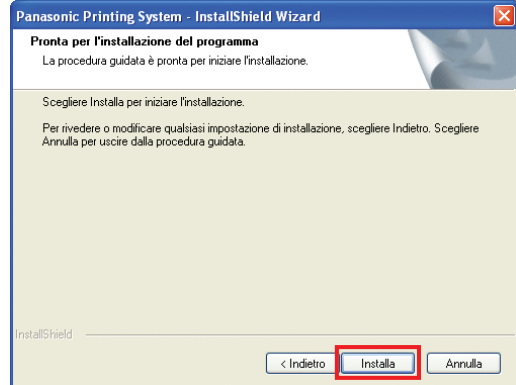 Panasonic Printing System - InstallShield Wizard
Pronta per l'installazione del programma
La procedura guidata è pronta per iniziare l'installazione.
Scegliere Installa per iniziare l'installazione.
Per rivedere o modificare qualsiasi impostazione di installazione, scegliere Indietro. Scegliere
Annulla per uscire dalla procedura guidata.
InstallShield
< Indietro Installa Annulla